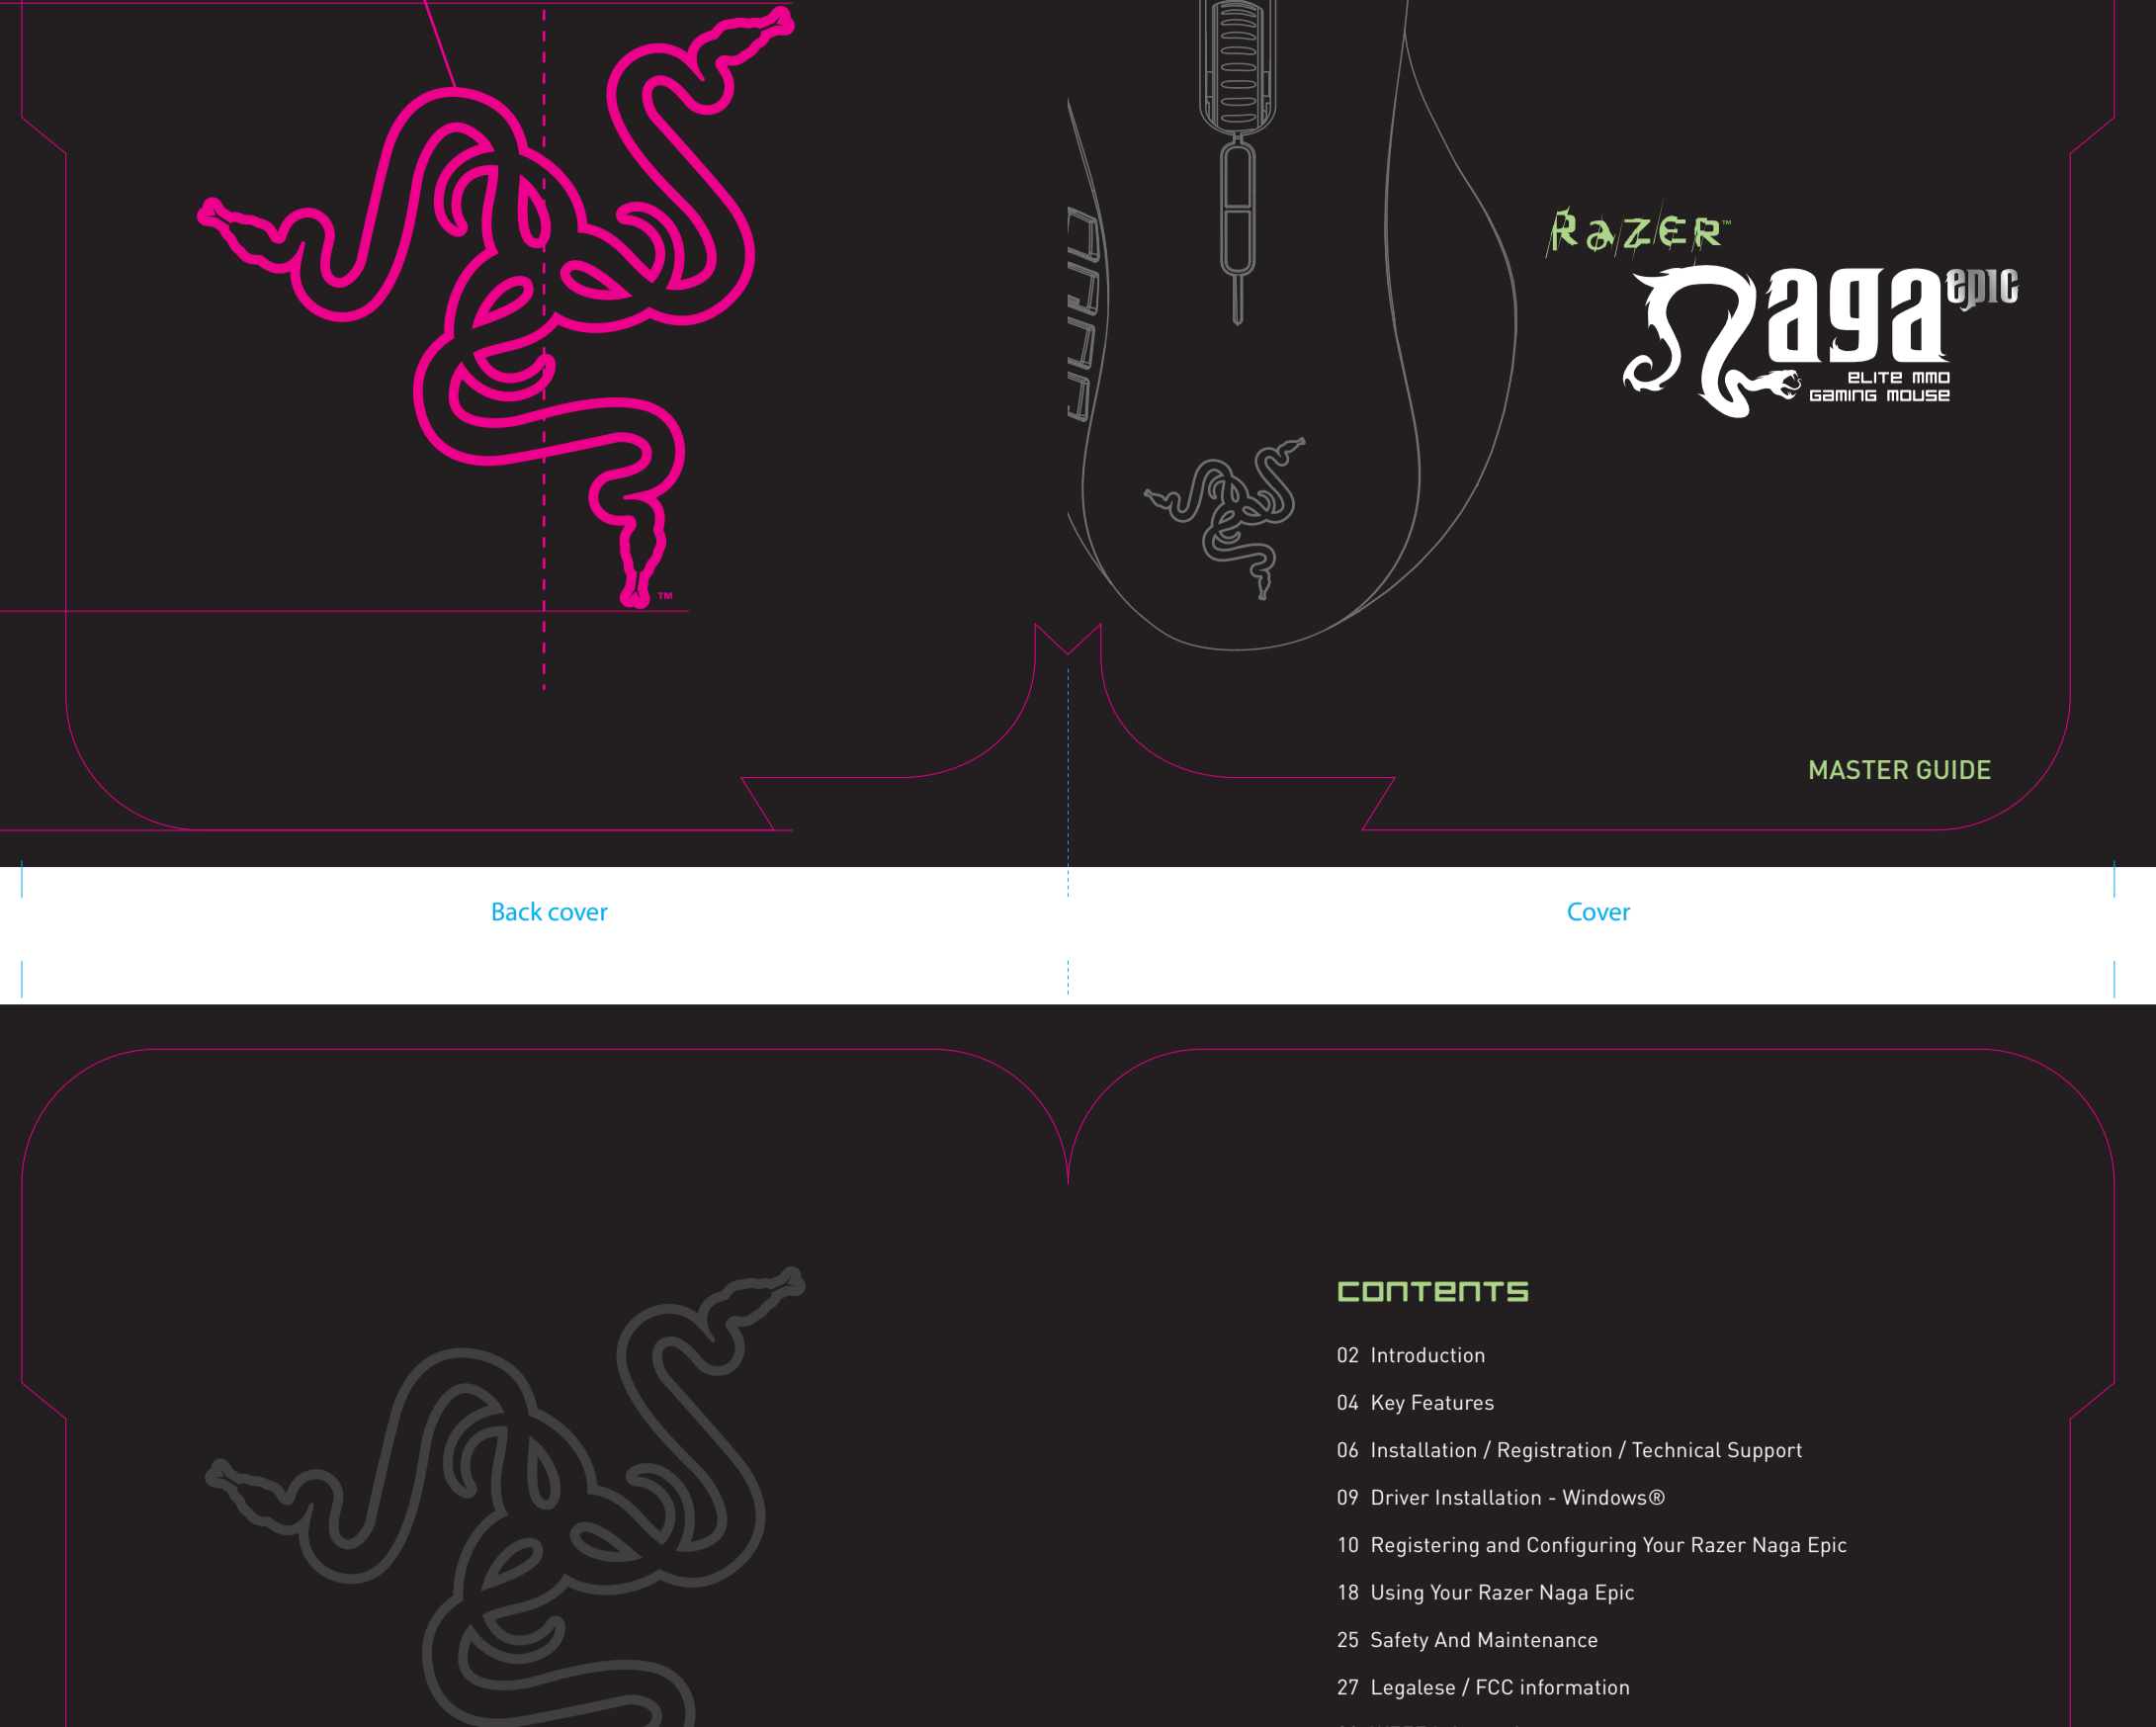 RAZER™
Naga epic
ELITE MMO
GAMING MOUSE
TM
MASTER GUIDE
Back cover
Cover
CONTENTS
02 Introduction
04 Key Features
06 Installation / Registration / Technical Support
09 Driver Installation - Windows®
10 Registering and Configuring Your Razer Naga Epic
18 Using Your Razer Naga Epic
25 Safety And Maintenance
27 Legalese / FCC information